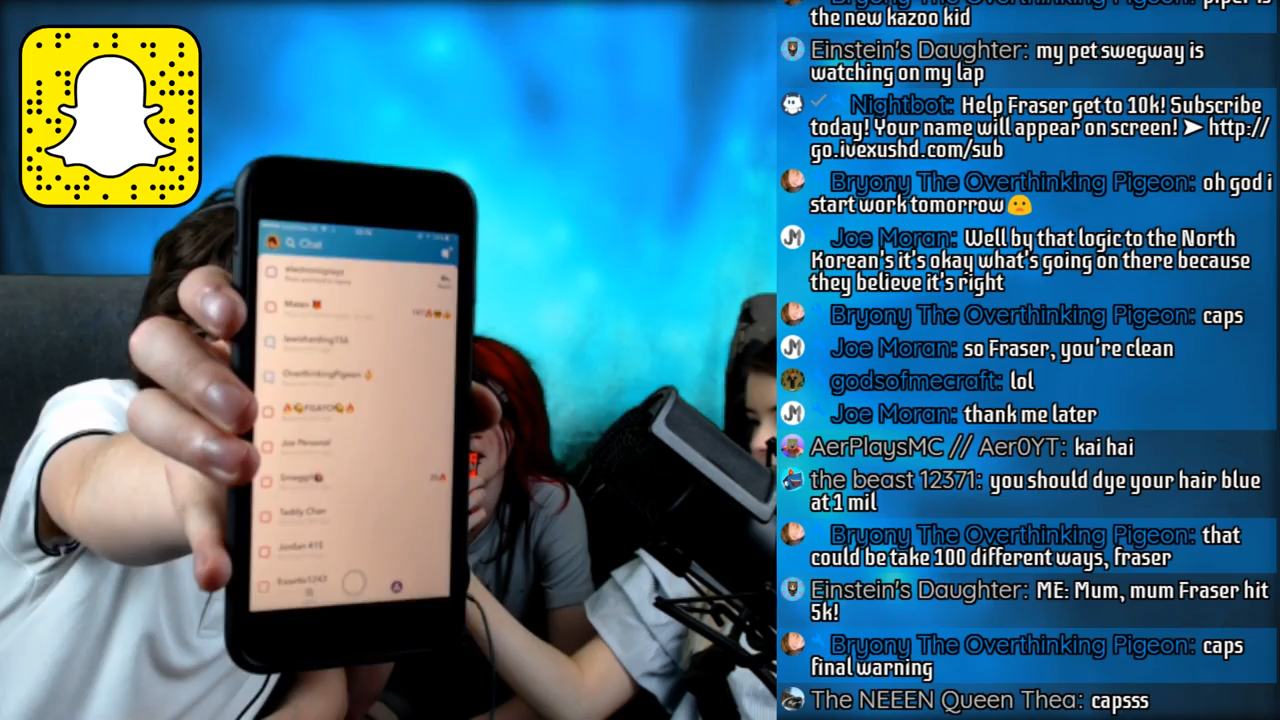 Chat
OverthinkingPigeon
Joe Personal
Teddy Chan
the new kazoo kid
Einstein's Daughter: my pet swegway is
watching on my lap
Nightbot: Help Fraser get to 10k! Subscribe
today! Your name will appear on screen! ➤ http://
go.ivexushd.com/sub
Bryony The Overthinking Pigeon: oh god i
start work tomorrow 🙁
Joe Moran: Well by that logic to the North
Korean's it's okay what's going on there because
they believe it's right
Bryony The Overthinking Pigeon: caps
Joe Moran: so Fraser, you're clean
godsofmecraft: lol
Joe Moran: thank me later
AerPlaysMC // Aer0YT: kai hai
the beast 12371: you should dye your hair blue
at 1 mil
Bryony The Overthinking Pigeon: that
could be take 100 different ways, fraser
Einstein's Daughter: ME: Mum, mum Fraser hit
5k!
Bryony The Overthinking Pigeon: caps
final warning
The NEEEN Queen Thea: capsss